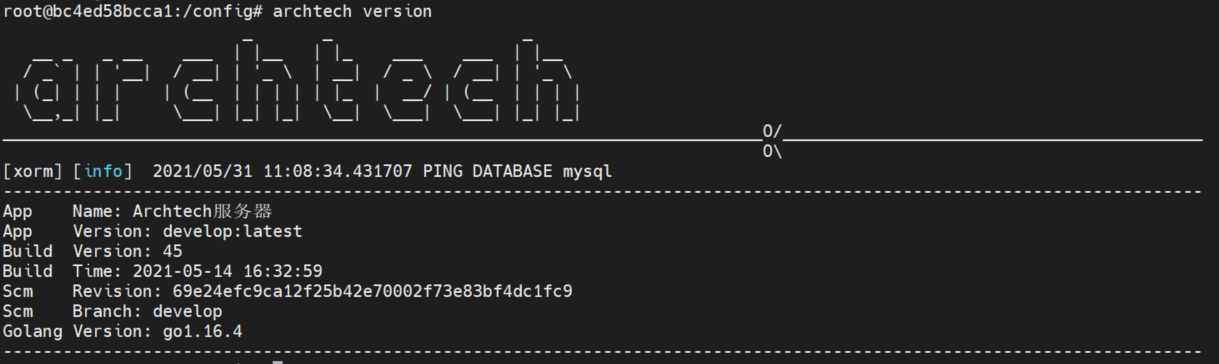 root@bc4ed58bcca1:/config# archtech version
archtech
[xorm] [info]  2021/05/31 11:08:34.431707 PING DATABASE mysql
App    Name: Archtech服务器
App    Version: develop:latest
Build  Version: 45
Build  Time: 2021-05-14 16:32:59
Scm    Revision: 69e24efc9ca12f25b42e70002f73e83bf4dc1fc9
Scm    Branch: develop
Golang Version: go1.16.4